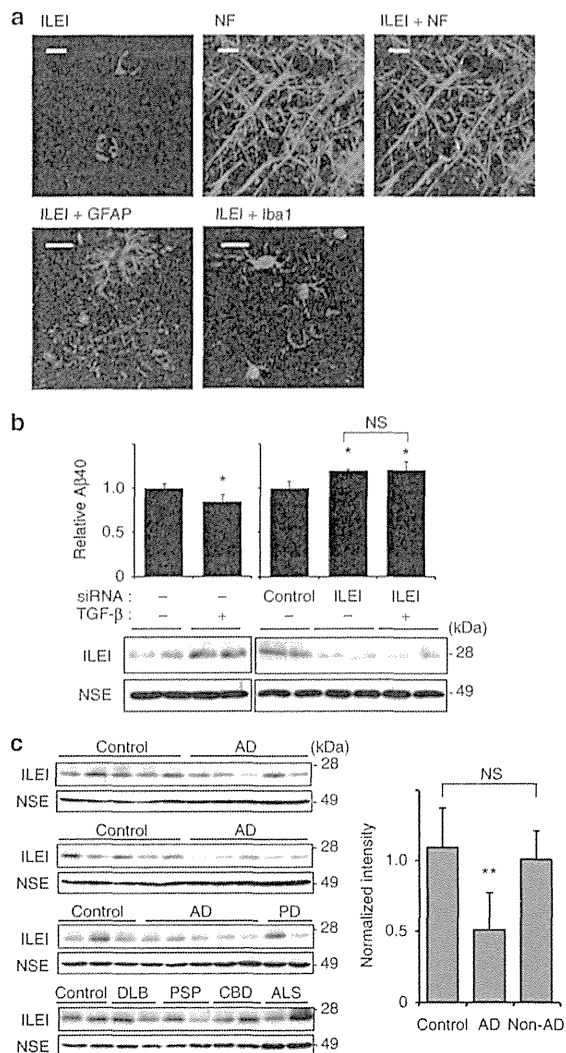 a
ILEI
NF
ILEI + NF
ILEI + GFAP
ILEI + Iba1
b
NS
* * *
Relative Aβ40
1.0
0.5
0
siRNA : – – Control ILEI ILEI
TGF-β : – + – – +
(kDa)
ILEI 28
NSE 49
c
Control AD (kDa)
ILEI 28
NSE 49
Control AD
ILEI 28
NSE 49
Control AD PD
ILEI 28
NSE 49
Control DLB PSP CBD ALS
ILEI 28
NSE 49
NS
**
Normalized intensity
1.0
0.5
0
Control AD Non-AD